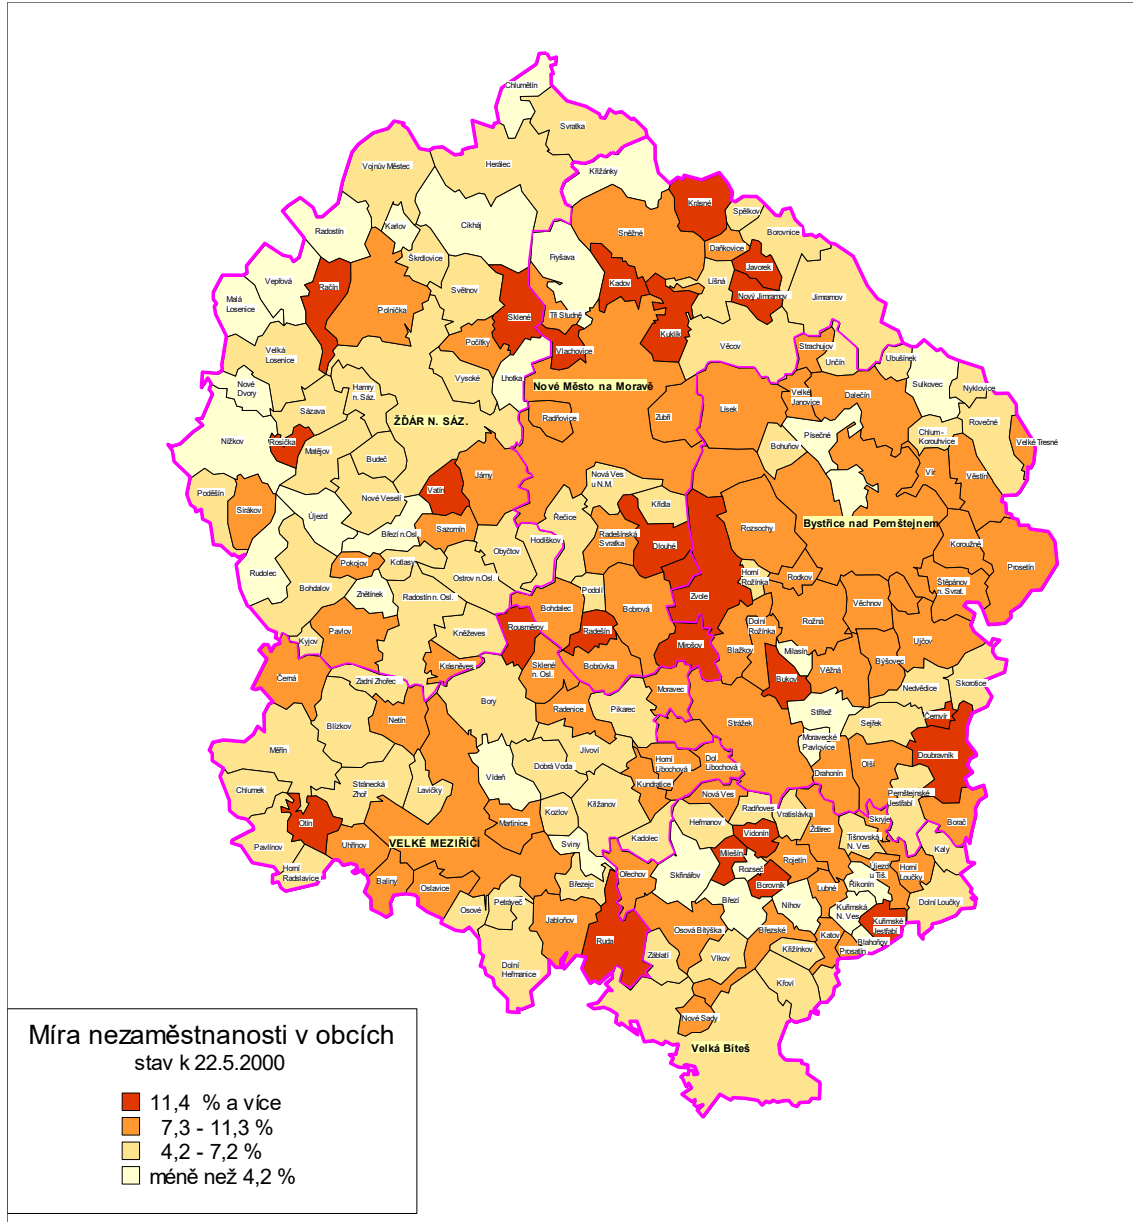 Chlumětín
Svratka
Vojnův Městec
Herálec
Křižánky
Krásné
Spělkov
Radostín
Karlov
Cikháj
Sněžné
Borovnice
Daňkovice
Škrdlovice
Fryšava
Javorek
Vepřová
Račín
Světnov
Kadov
Líšná
Nový Jimramov
Jimramov
Malá
Losenice
Polnička
Sklené
Tři Studně
Kuklík
Počítky
Vlachovice
Věcov
Strachujov
Unčín
Ubušínek
Velká
Losenice
Vysoké
Lhotka
Nové Město na Moravě
Sulkovec
Nyklovice
Nové
Dvory
Hamry
n. Sáz.
Velké
Janovice
Dalečín
Sázava
ŽĎÁR N. SÁZ.
Radňovice
Zubří
Lísek
Písečné
Chlum-
Korouhvice
Rovečné
Velké Tresné
Nížkov
Rosička
Matějov
Budeč
Bohuňov
Vír
Věstín
Poděšín
Sirákov
Nové Veselí
Vatín
Jámy
Nová Ves
u N.M.
Křídla
Újezd
Březí n.Osl.
Sazomín
Řečice
Radešínská
Svratka
Dlouhé
Rozsochy
Bystřice nad Pernštejnem
Rudolec
Pokojov
Kotlasy
Obyčtov
Hodíškov
Koroužné
Prosetín
Bohdalov
Znětínek
Radostín n. Osl.
Ostrov n.Osl.
Podolí
Bobrová
Zvole
Horní
Rožínka
Rodkov
Štěpánov
n. Svrat.
Bohdalec
Věchnov
Kyjov
Pavlov
Kněževes
Rousměrov
Radešín
Mirošov
Dolní
Rožínka
Rožná
Krásněves
Sklené
n. Osl.
Bobrůvka
Blažkov
Milasín
Býšovec
Ujčov
Černá
Zadní Zhořec
Bory
Radenice
Moravec
Bukov
Věžná
Nedvědice
Skorotice
Blízkov
Netín
Pikarec
Strážek
Střítež
Sejřek
Černvír
Měřín
Jívoví
Moravecké
Pavlovice
Doubravník
Chlumek
Stránecká
Zhoř
Lavičky
Vídeň
Dobrá Voda
Horní
Libochová
Dol.
Libochová
Drahonín
Olší
Kundratice
Pernštejnské
Jestřabí
Otín
Martinice
Kozlov
Křižanov
Nová Ves
Radňoves
Vratislávka
Skryje
Borač
Pavlínov
Uhřínov
VELKÉ MEZIŘÍČÍ
Sviny
Kadolec
Heřmanov
Vidonín
Žďárec
Tišnovská
N. Ves
Kaly
Horní
Radslavice
Baliny
Oslavice
Březejc
Ořechov
Skřinářov
Milešín
Rozseč
Rojetín
Újezd
u Tiš.
Horní
Loučky
Osové
Petráveč
Jabloňov
Březí
Borovník
Níhov
Lubné
Řikonín
Dolní Loučky
Kuřimská
N. Ves
Kuřimské
Jestřabí
Dolní
Heřmanice
Ruda
Osová Bítýška
Březské
Katov
Blahoňov
Prosatín
Záblatí
Vlkov
Křižínkov
Křoví
Nové Sady
Velká Bíteš
Míra nezaměstnanosti v obcích
stav k 22.5.2000
11,4 % a více
7,3 - 11,3 %
4,2 - 7,2 %
méně než 4,2 %